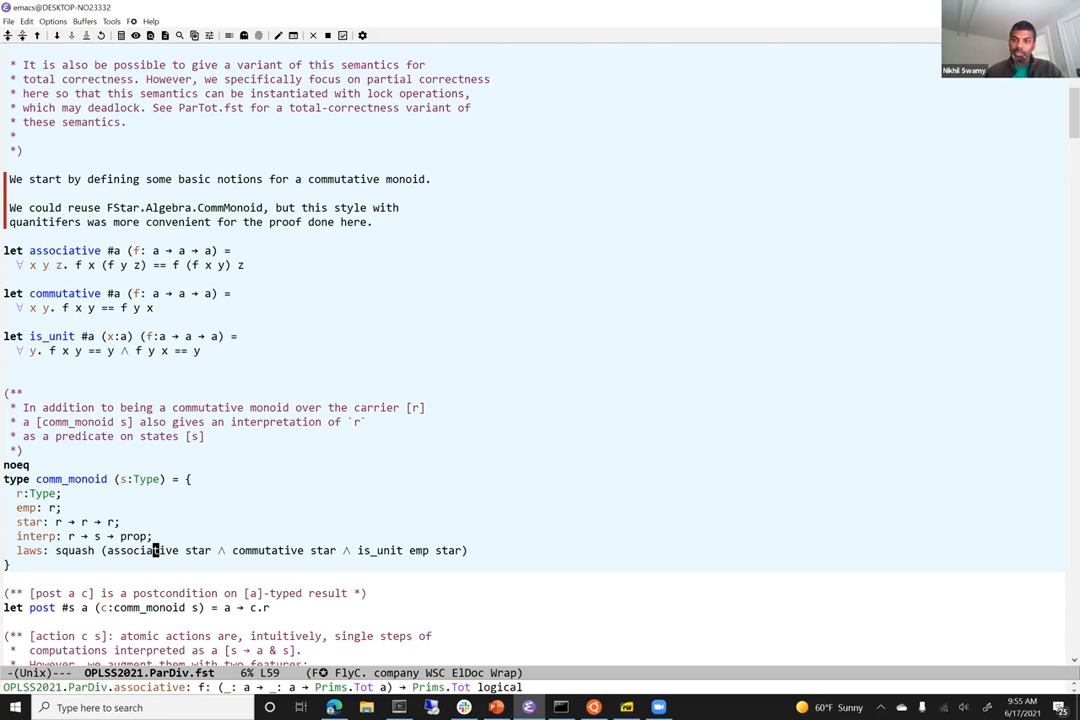 emacs@DESKTOP-NO23332
File Edit Options Buffers Tools F✪ Help
Nikhil Swamy
* It is also be possible to give a variant of this semantics for
* total correctness. However, we specifically focus on partial correctness
* here so that this semantics can be instantiated with lock operations,
* which may deadlock. See ParTot.fst for a total-correctness variant of
* these semantics.
*
*)
We start by defining some basic notions for a commutative monoid.
We could reuse FStar.Algebra.CommMonoid, but this style with
quanitifers was more convenient for the proof done here.
let associative #a (f: a → a → a) =
∀ x y z. f x (f y z) == f (f x y) z
let commutative #a (f: a → a → a) =
∀ x y. f x y == f y x
let is_unit #a (x:a) (f:a → a → a) =
∀ y. f x y == y ∧ f y x == y
(**
* In addition to being a commutative monoid over the carrier [r]
* a [comm_monoid s] also gives an interpretation of `r`
* as a predicate on states [s]
*)
noeq
type comm_monoid (s:Type) = {
r:Type;
emp: r;
star: r → r → r;
interp: r → s → prop;
laws: squash (associative star ∧ commutative star ∧ is_unit emp star)
}
(** [post a c] is a postcondition on [a]-typed result *)
let post #s a (c:comm_monoid s) = a → c.r
(** [action c s]: atomic actions are, intuitively, single steps of
* computations interpreted as a [s → a & s].
* However, we augment them with two features:
-(Unix)--- OPLSS2021.ParDiv.fst 6% L59 (F✪ FlyC. company WSC ElDoc Wrap)
OPLSS2021.ParDiv.associative: f: (_: a → _: a → Prims.Tot a) → Prims.Tot logical
Type here to search
60°F Sunny
9:55 AM
6/17/2021
25